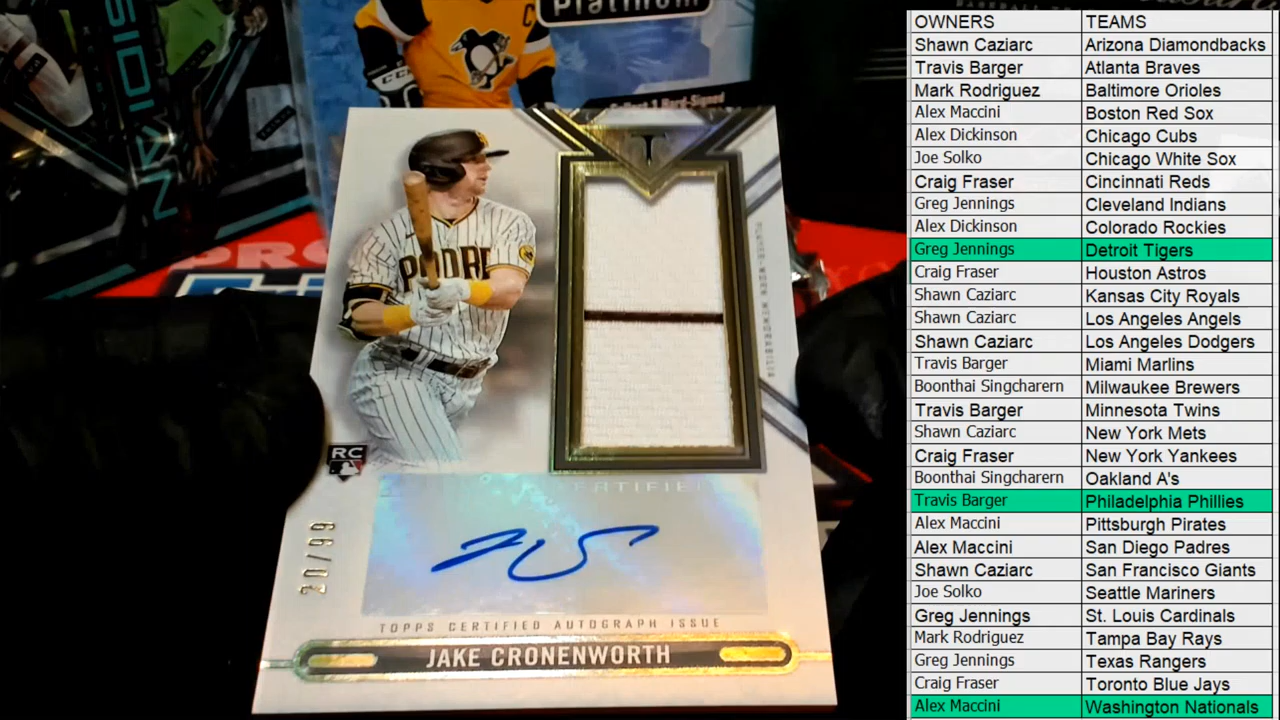 Platinum
PADRE
PLAYER-WORN MEMORABILIA
RC
CERTIFIED
20/99
TOPPS CERTIFIED AUTOGRAPH ISSUE
JAKE CRONENWORTH
OWNERS TEAMS
Shawn Caziarc Arizona Diamondbacks
Travis Barger Atlanta Braves
Mark Rodriguez Baltimore Orioles
Alex Maccini Boston Red Sox
Alex Dickinson Chicago Cubs
Joe Solko Chicago White Sox
Craig Fraser Cincinnati Reds
Greg Jennings Cleveland Indians
Alex Dickinson Colorado Rockies
Greg Jennings Detroit Tigers
Craig Fraser Houston Astros
Shawn Caziarc Kansas City Royals
Shawn Caziarc Los Angeles Angels
Shawn Caziarc Los Angeles Dodgers
Travis Barger Miami Marlins
Boonthai Singcharern Milwaukee Brewers
Travis Barger Minnesota Twins
Shawn Caziarc New York Mets
Craig Fraser New York Yankees
Boonthai Singcharern Oakland A's
Travis Barger Philadelphia Phillies
Alex Maccini Pittsburgh Pirates
Alex Maccini San Diego Padres
Shawn Caziarc San Francisco Giants
Joe Solko Seattle Mariners
Greg Jennings St. Louis Cardinals
Mark Rodriguez Tampa Bay Rays
Greg Jennings Texas Rangers
Craig Fraser Toronto Blue Jays
Alex Maccini Washington Nationals